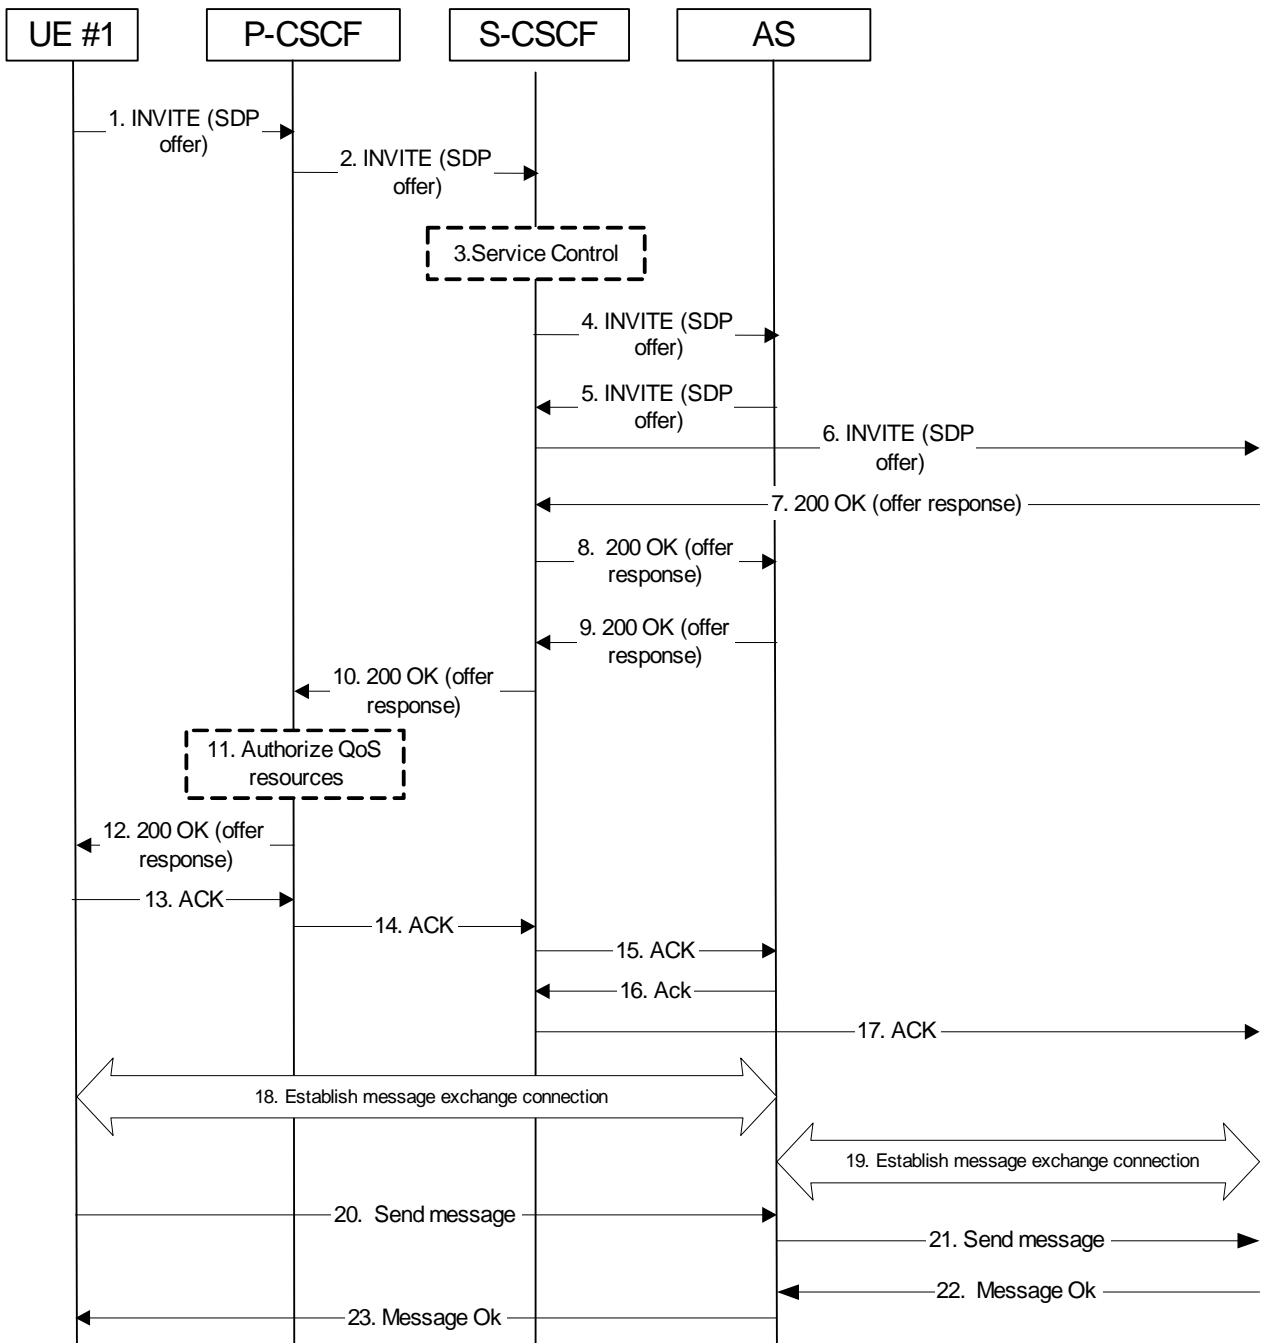 UE #1
P-CSCF
S-CSCF
AS
1. INVITE (SDP
offer)
2. INVITE (SDP
offer)
3.Service Control
4. INVITE (SDP
offer)
5. INVITE (SDP
offer)
6. INVITE (SDP
offer)
7. 200 OK (offer response)
8.  200 OK (offer
response)
9. 200 OK (offer
response)
10. 200 OK (offer
response)
11. Authorize QoS
resources
12. 200 OK (offer
response)
13. ACK
14. ACK
15. ACK
16. Ack
17. ACK
18. Establish message exchange connection
19. Establish message exchange connection
20.  Send message
21. Send message
22.  Message Ok
23. Message Ok